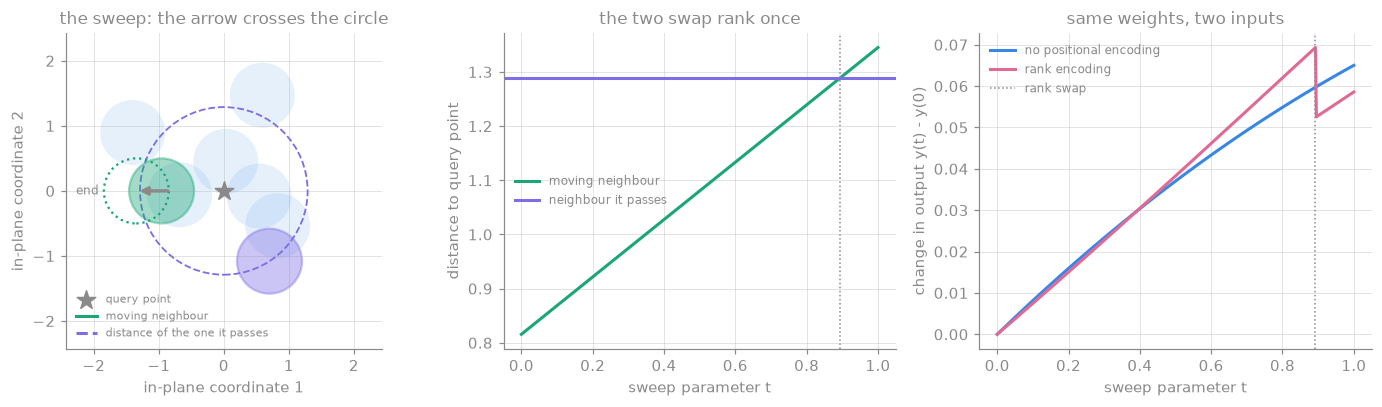 the sweep: the arrow crosses the circle
in-plane coordinate 2
2
1
0
−1
−2
end
query point
moving neighbour
distance of the one it passes
−2 −1 0 1 2
in-plane coordinate 1
the two swap rank once
distance to query point
1.3
1.2
1.1
1.0
0.9
0.8
moving neighbour
neighbour it passes
0.0 0.2 0.4 0.6 0.8 1.0
sweep parameter t
same weights, two inputs
change in output y(t) - y(0)
0.07
0.06
0.05
0.04
0.03
0.02
0.01
0.00
no positional encoding
rank encoding
rank swap
0.0 0.2 0.4 0.6 0.8 1.0
sweep parameter t